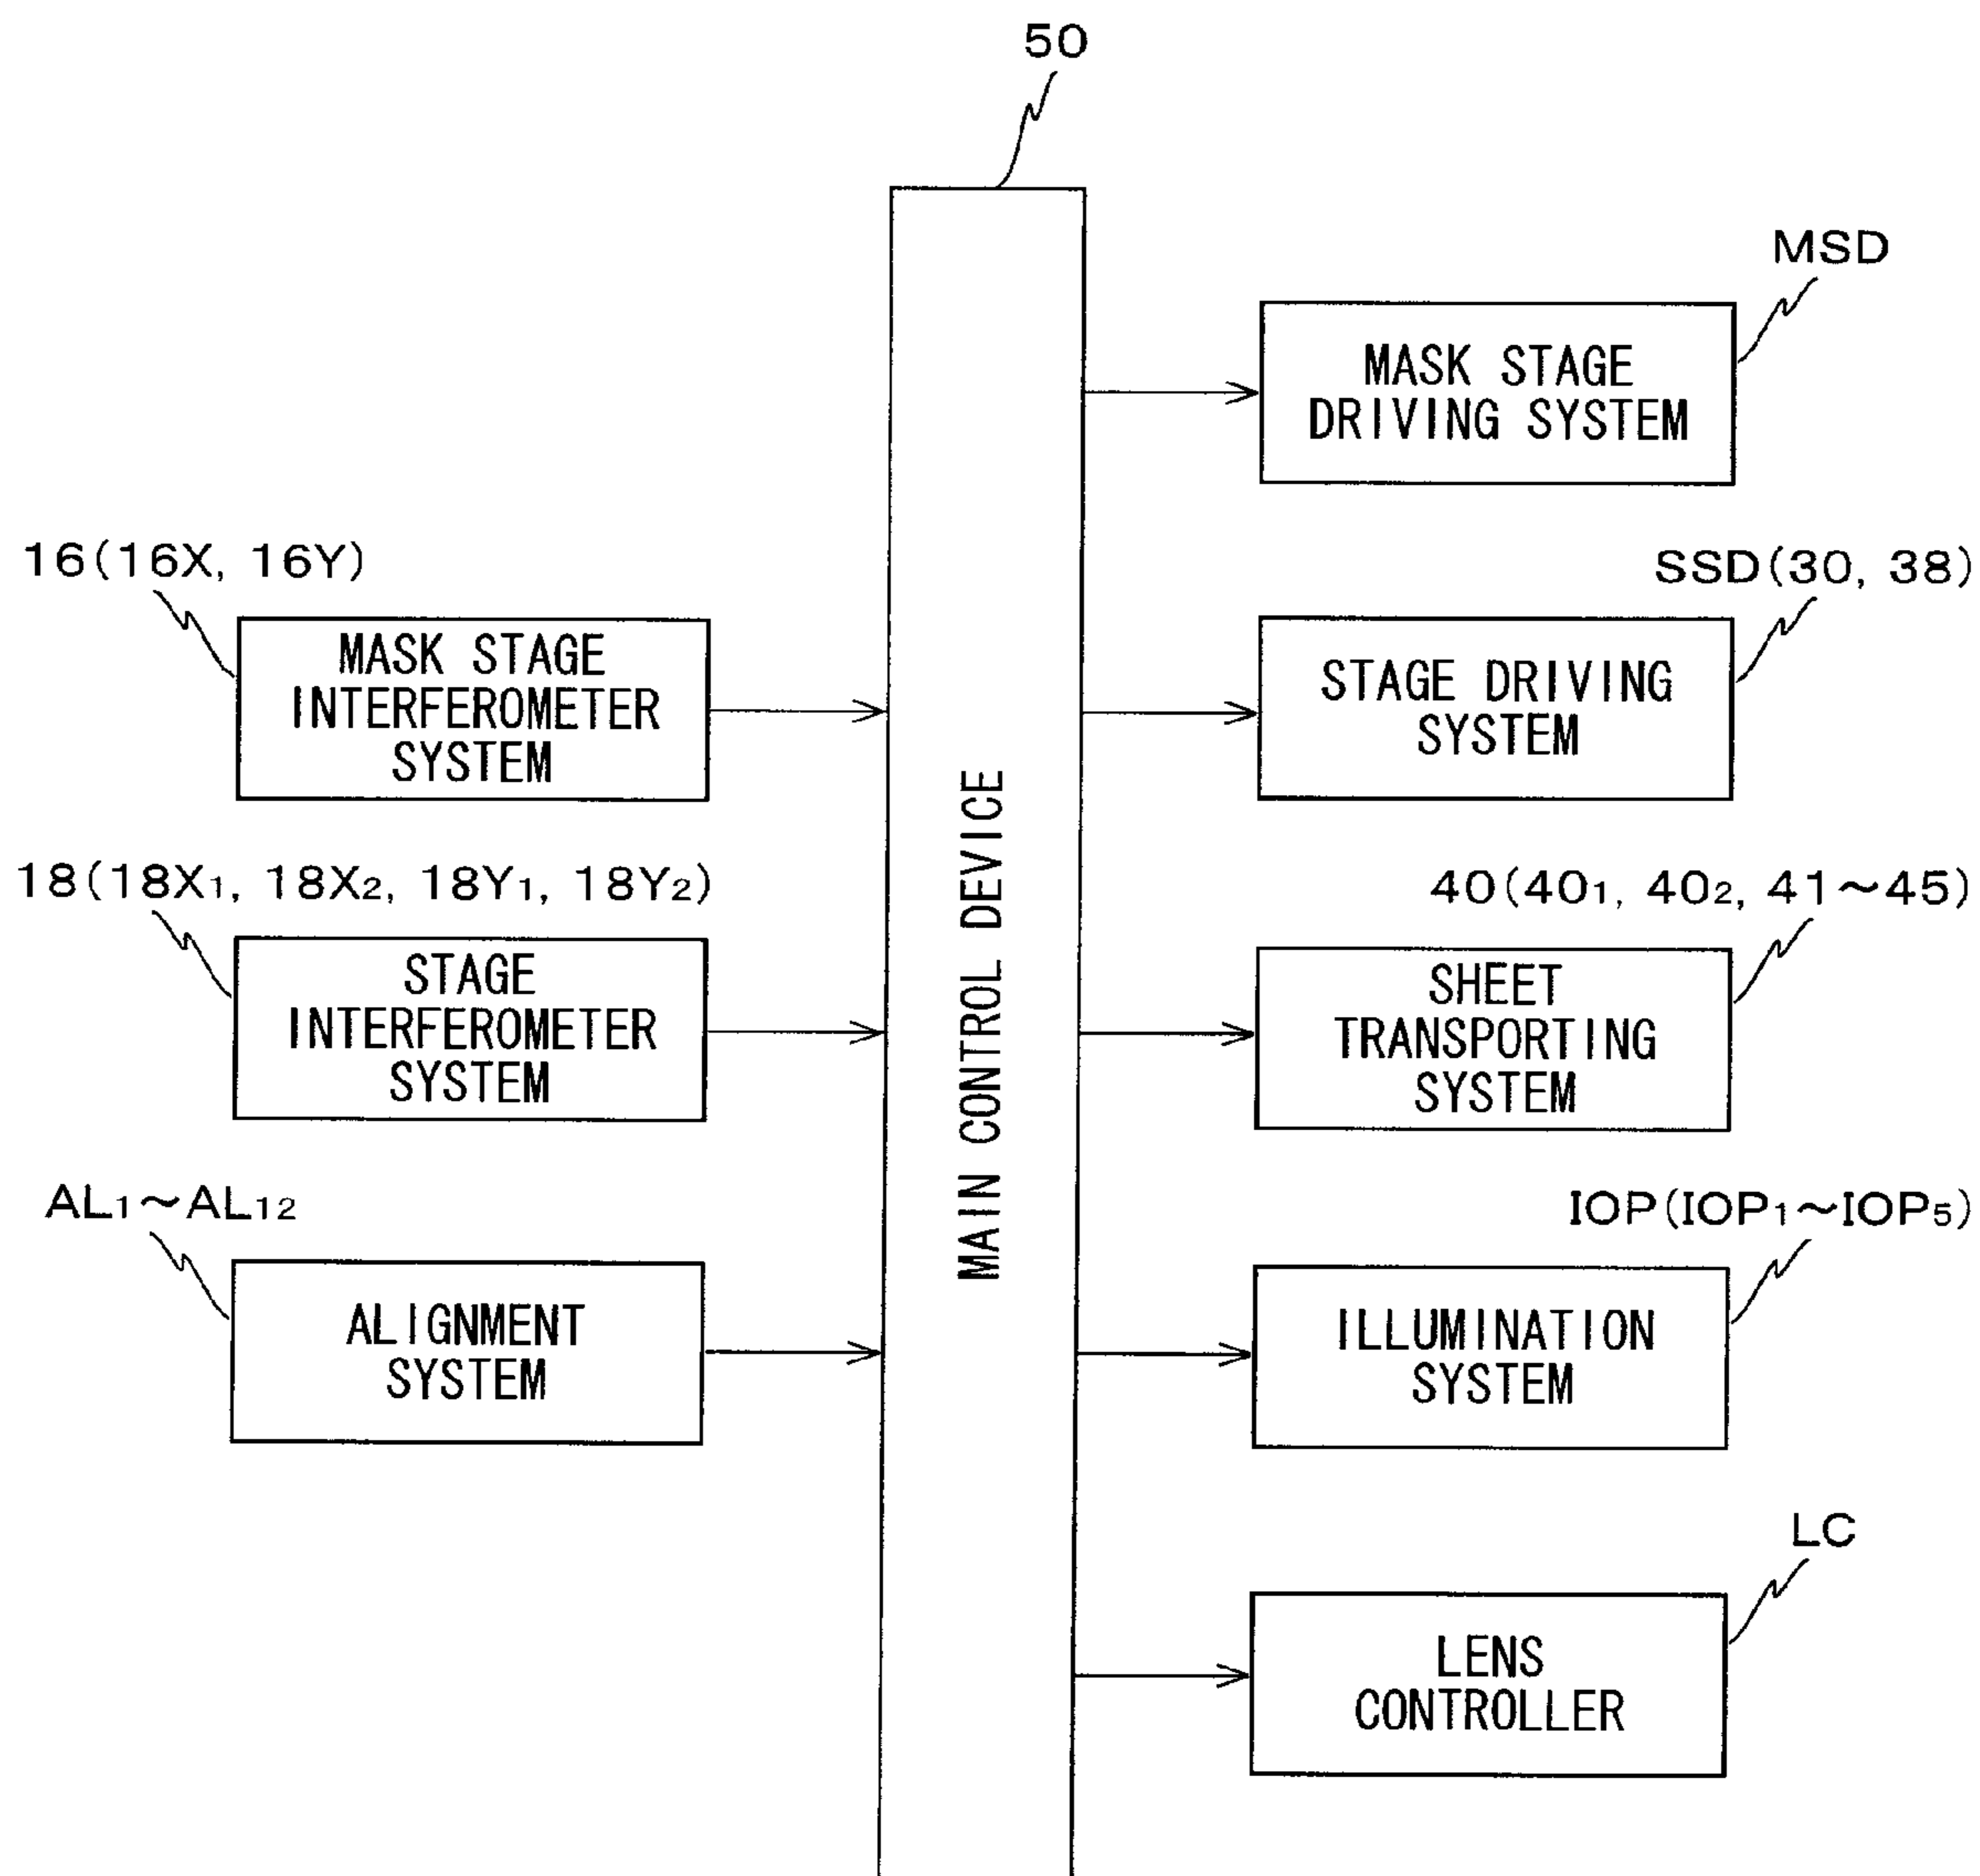 50
MSD
MASK STAGE
DRIVING SYSTEM
16(16X, 16Y)
MASK STAGE
INTERFEROMETER
SYSTEM
SSD(30, 38)
STAGE DRIVING
SYSTEM
MAIN CONTROL DEVICE
18(18X₁, 18X₂, 18Y₁, 18Y₂)
STAGE
INTERFEROMETER
SYSTEM
40(40₁, 40₂, 41~45)
SHEET
TRANSPORTING
SYSTEM
AL₁~AL₁₂
ALIGNMENT
SYSTEM
IOP(IOP₁~IOP₅)
ILLUMINATION
SYSTEM
LC
LENS
CONTROLLER